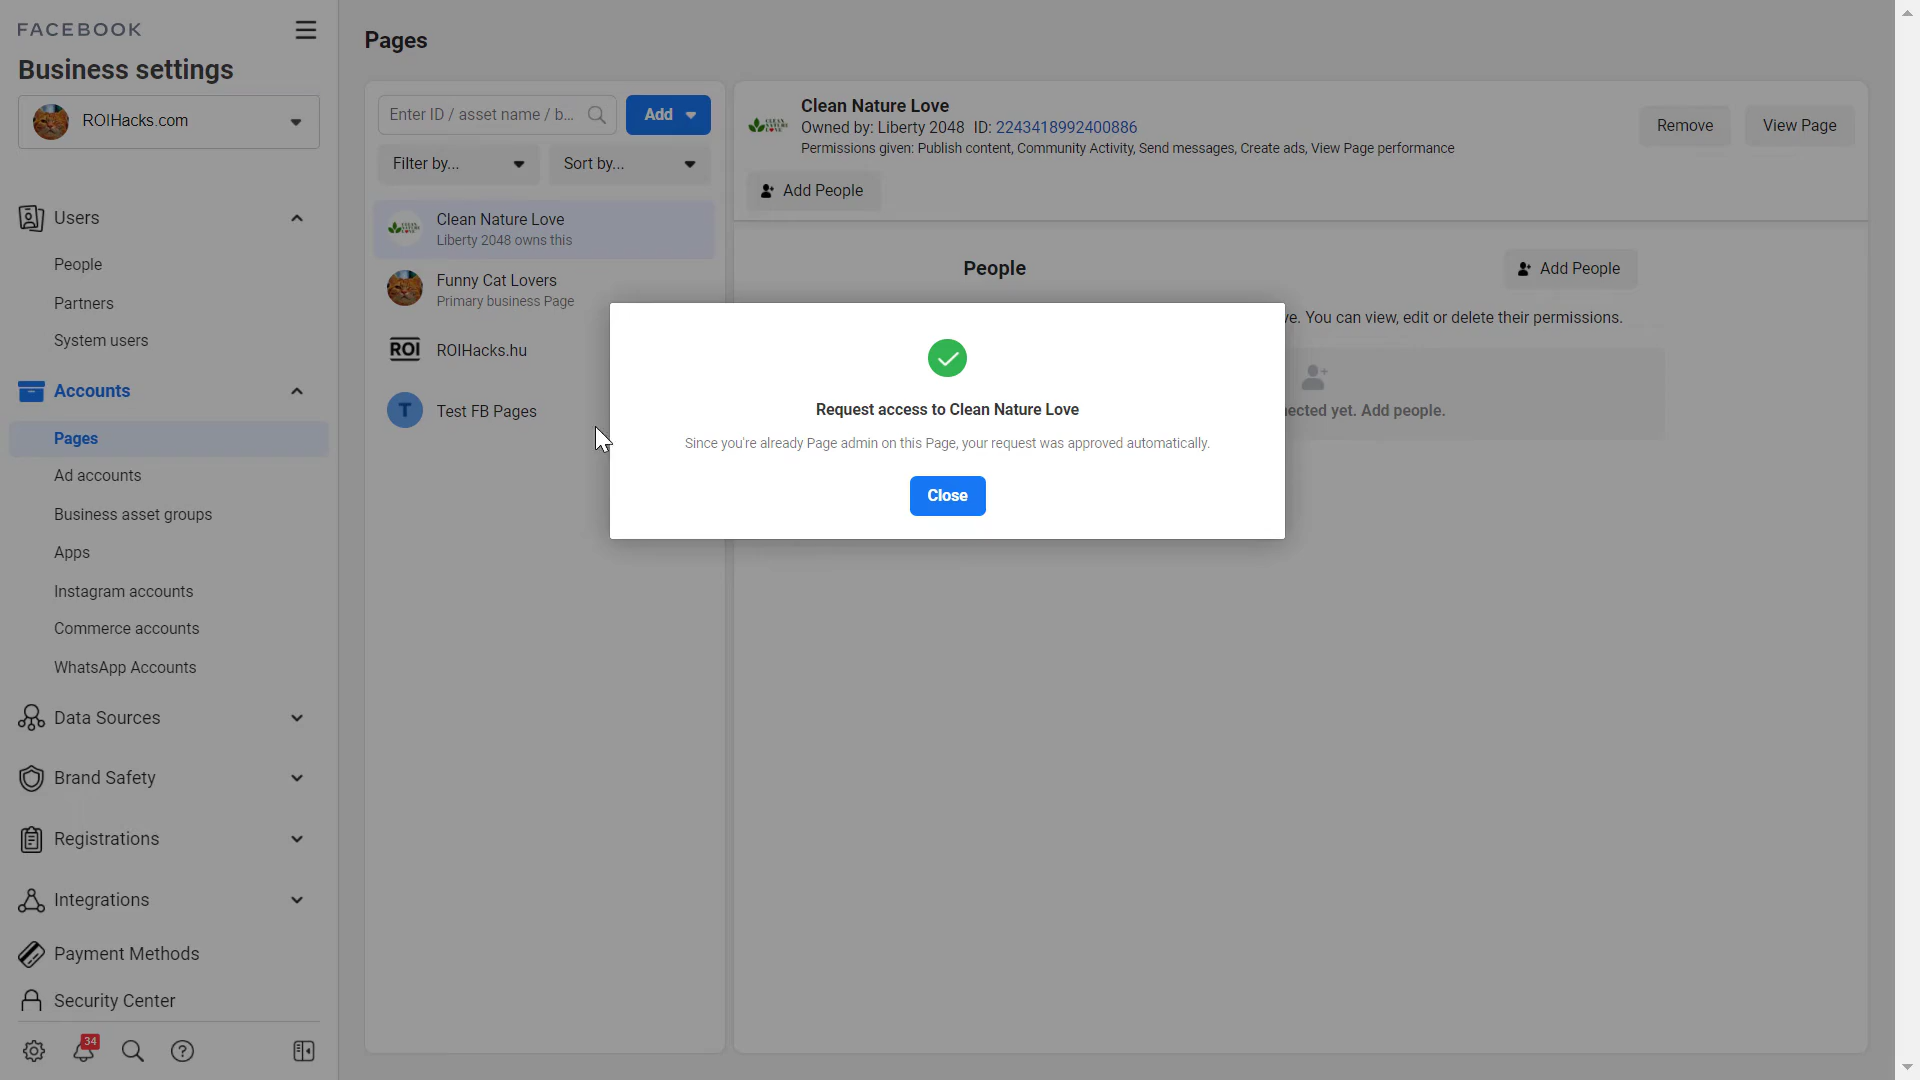 FACEBOOK
Business settings
ROIHacks.com
Users
People
Partners
System users
Accounts
Pages
Ad accounts
Business asset groups
Apps
Instagram accounts
Commerce accounts
WhatsApp Accounts
Data Sources
Brand Safety
Registrations
Integrations
Payment Methods
Security Center
34
Pages
Enter ID / asset name / b...
Add
Filter by...
Sort by...
Clean Nature Love
Liberty 2048 owns this
Funny Cat Lovers
Primary business Page
ROI
ROIHacks.hu
T
Test FB Pages
Clean Nature Love
Owned by: Liberty 2048 ID: 2243418992400886
Permissions given: Publish content, Community Activity, Send messages, Create ads, View Page performance
Remove
View Page
Add People
People
Add People
ve. You can view, edit or delete their permissions.
ected yet. Add people.
Request access to Clean Nature Love
Since you're already Page admin on this Page, your request was approved automatically.
Close